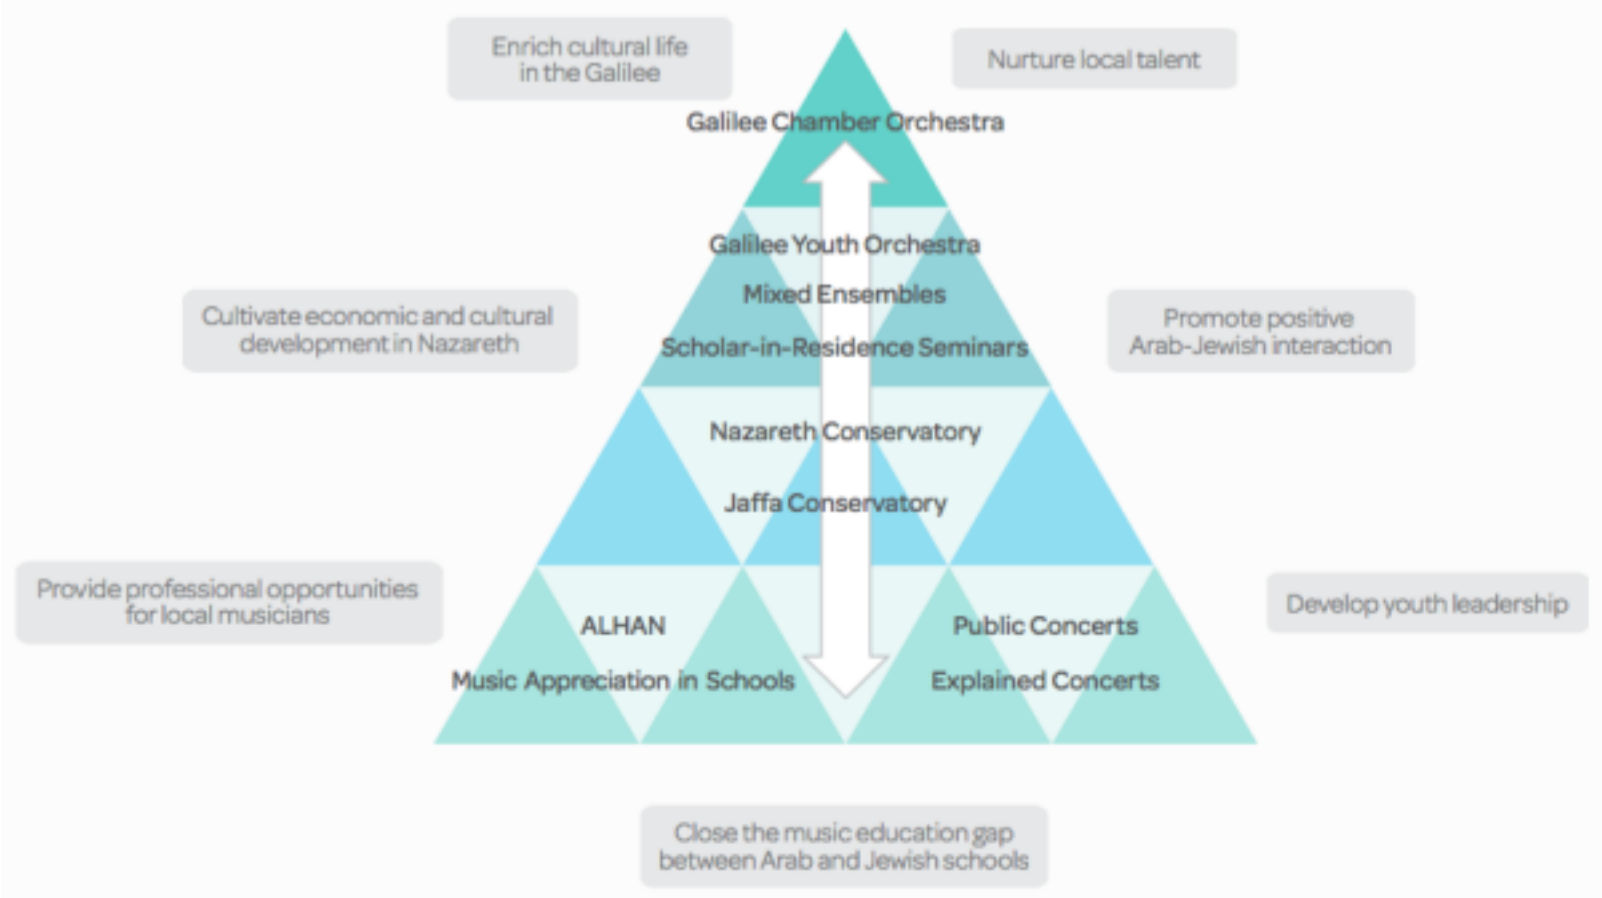 Enrich cultural life
in the Galilee
Nurture local talent
Galilee Chamber Orchestra
Galilee Youth Orchestra
Mixed Ensembles
Scholar-in-Residence Seminars
Cultivate economic and cultural
development in Nazareth
Promote positive
Arab-Jewish interaction
Nazareth Conservatory
Jaffa Conservatory
Provide professional opportunities
for local musicians
ALHAN
Music Appreciation in Schools
Public Concerts
Explained Concerts
Develop youth leadership
Close the music education gap
between Arab and Jewish schools